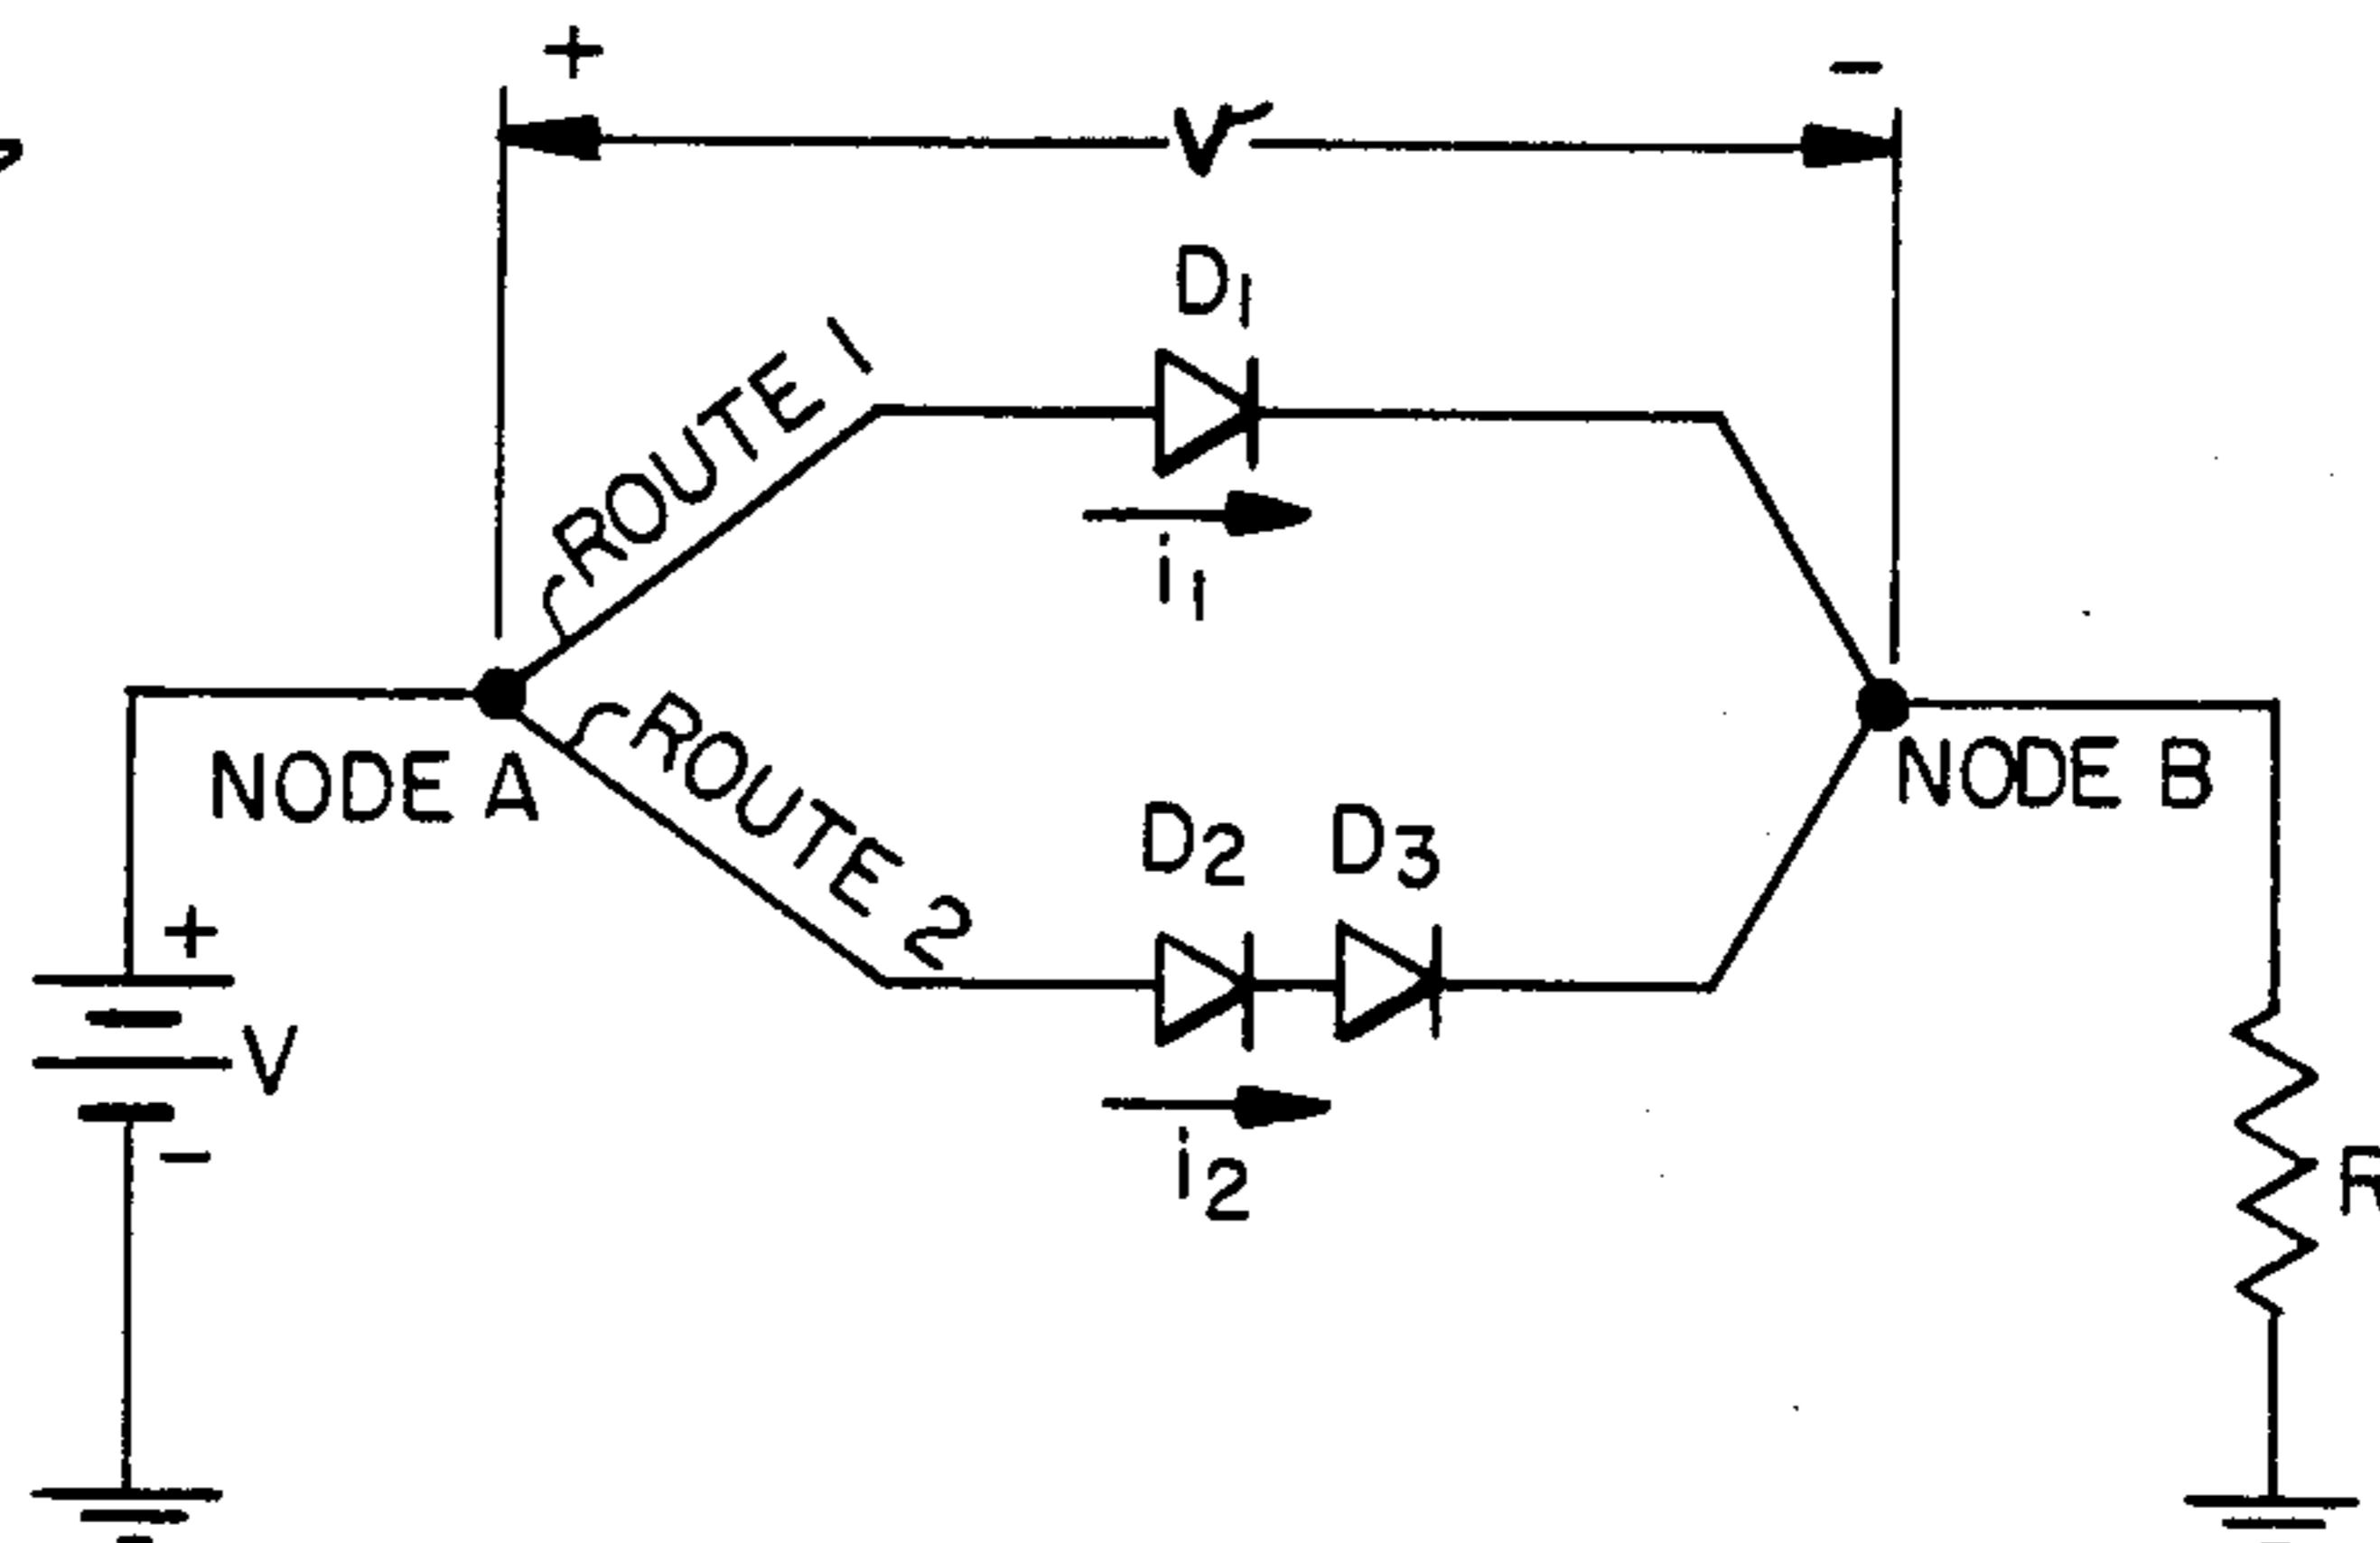 + -
v
D1
ROUTE 1
i1
NODE A
ROUTE 2
NODE B
D2 D3
+
V
-
i2
R